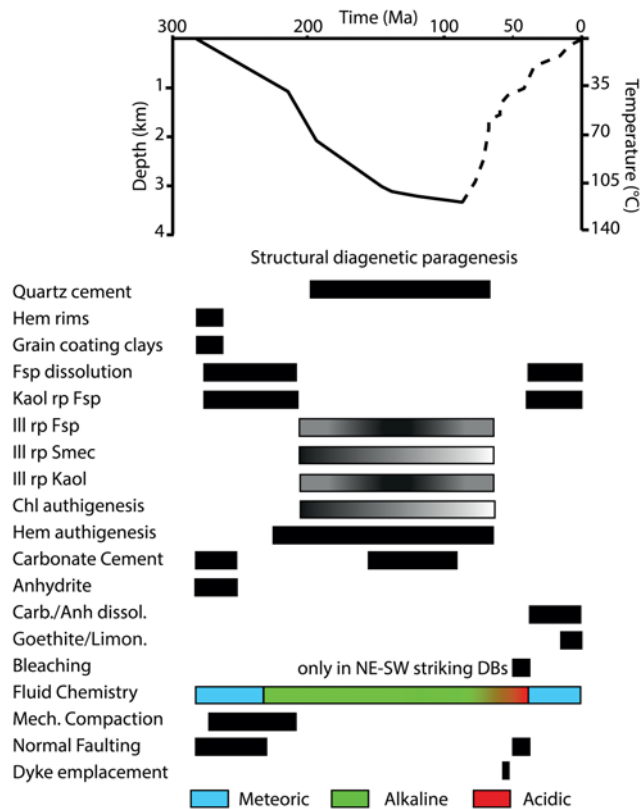 Time (Ma)
300 200 100 50 0
Depth (km)
1
2
3
4
Temperature (°C)
35
70
105
140
Structural diagenetic paragenesis
Quartz cement
Hem rims
Grain coating clays
Fsp dissolution
Kaol rp Fsp
Ill rp Fsp
Ill rp Smec
Ill rp Kaol
Chl authigenesis
Hem authigenesis
Carbonate Cement
Anhydrite
Carb./Anh dissol.
Goethite/Limon.
Bleaching only in NE-SW striking DBs
Fluid Chemistry
Mech. Compaction
Normal Faulting
Dyke emplacement
Meteoric Alkaline Acidic